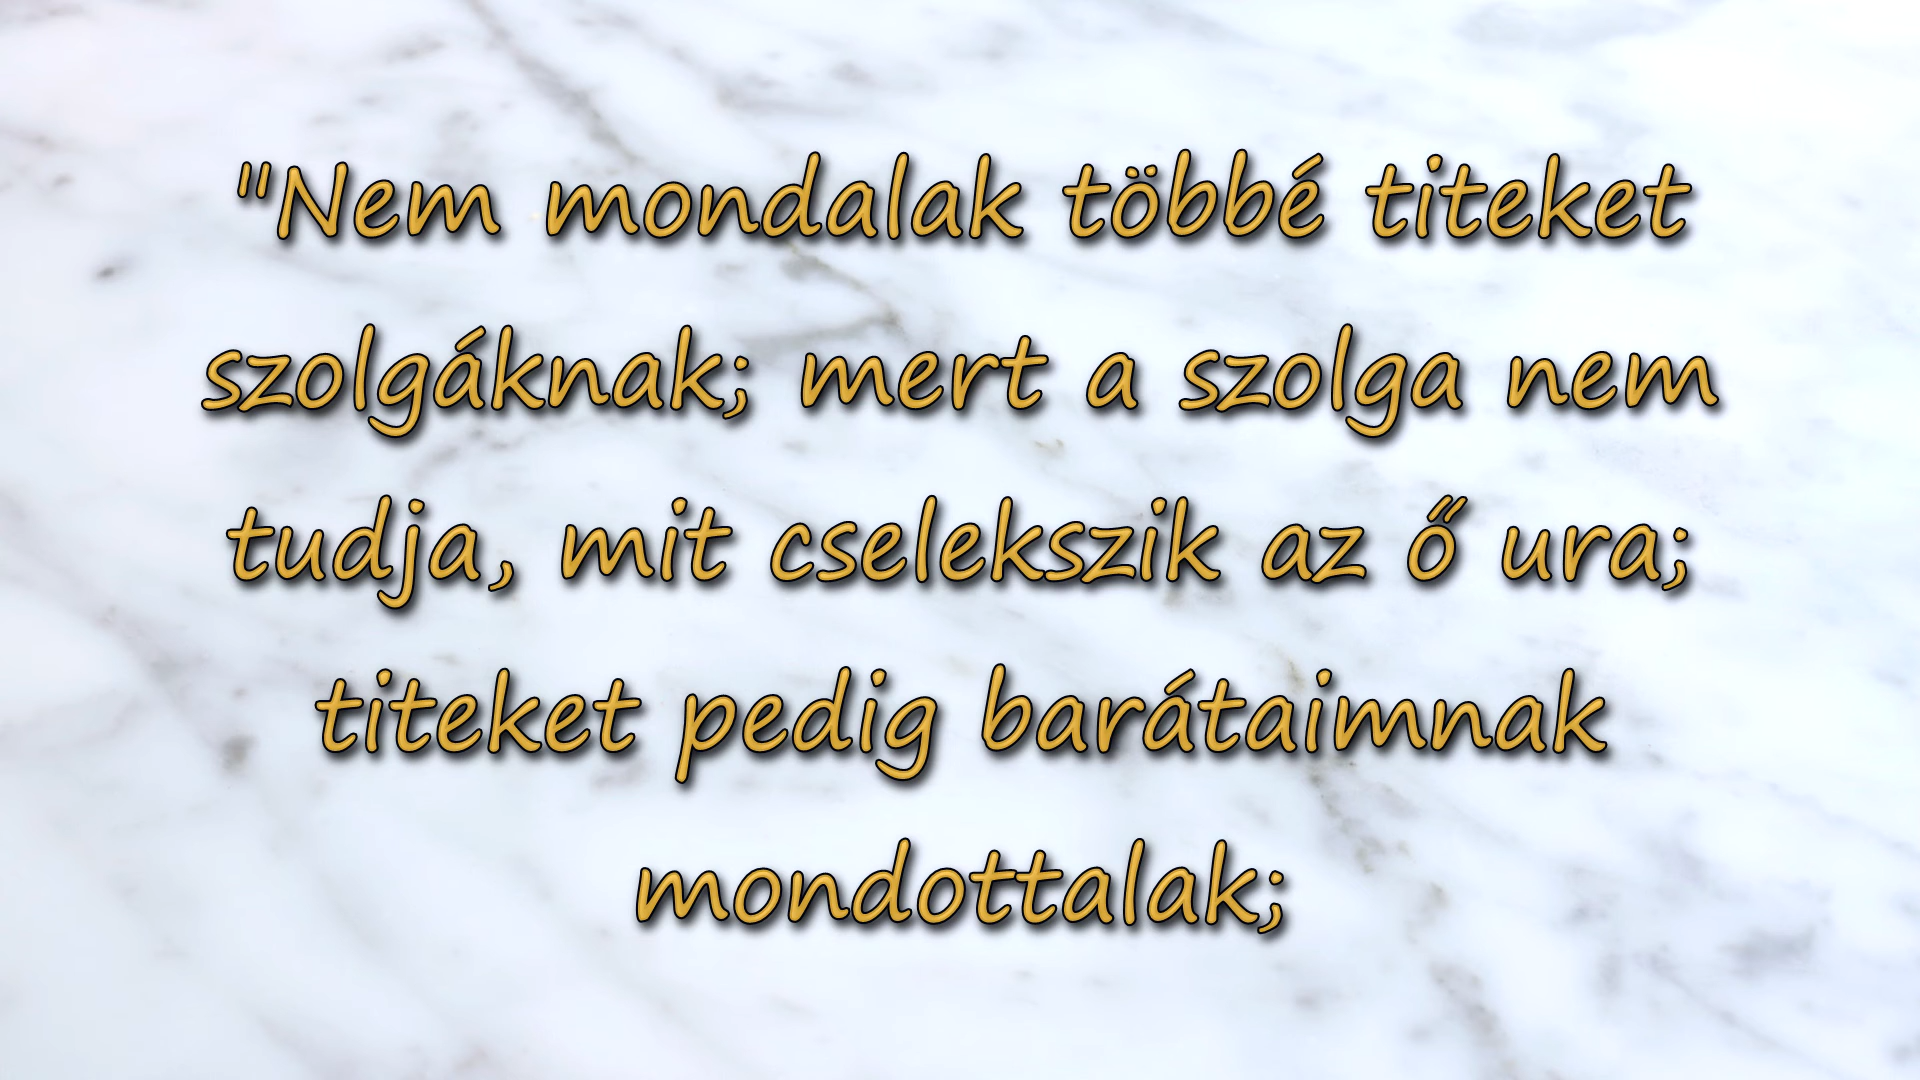 "Nem mondalak többé titeket
szolgáknak; mert a szolga nem
tudja, mit cselekszik az ő ura;
titeket pedig barátaimnak
mondottalak;